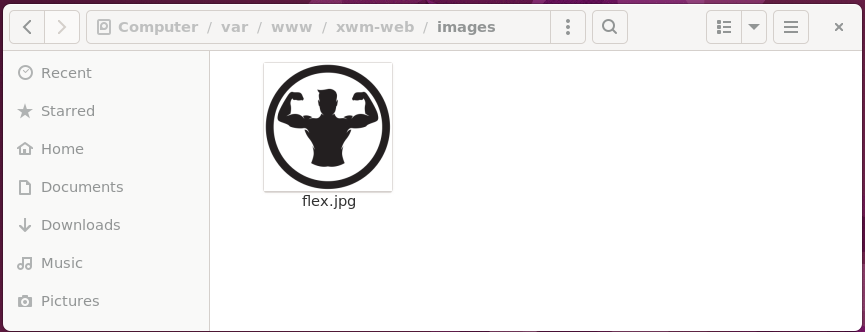 Computer / var / www / xwm-web / images
Recent
Starred
Home
Documents
Downloads
Music
Pictures
flex.jpg